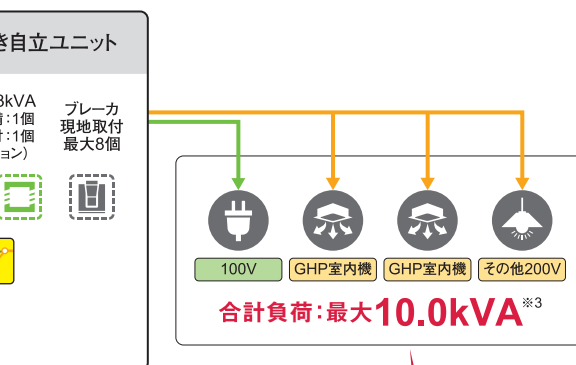 き自立ユニット
3kVA
:1個
:1個
ョン)
ブレーカ
現地取付
最大8個
100V
GHP室内機
GHP室内機
その他200V
合計負荷:最大10.0kVA※3